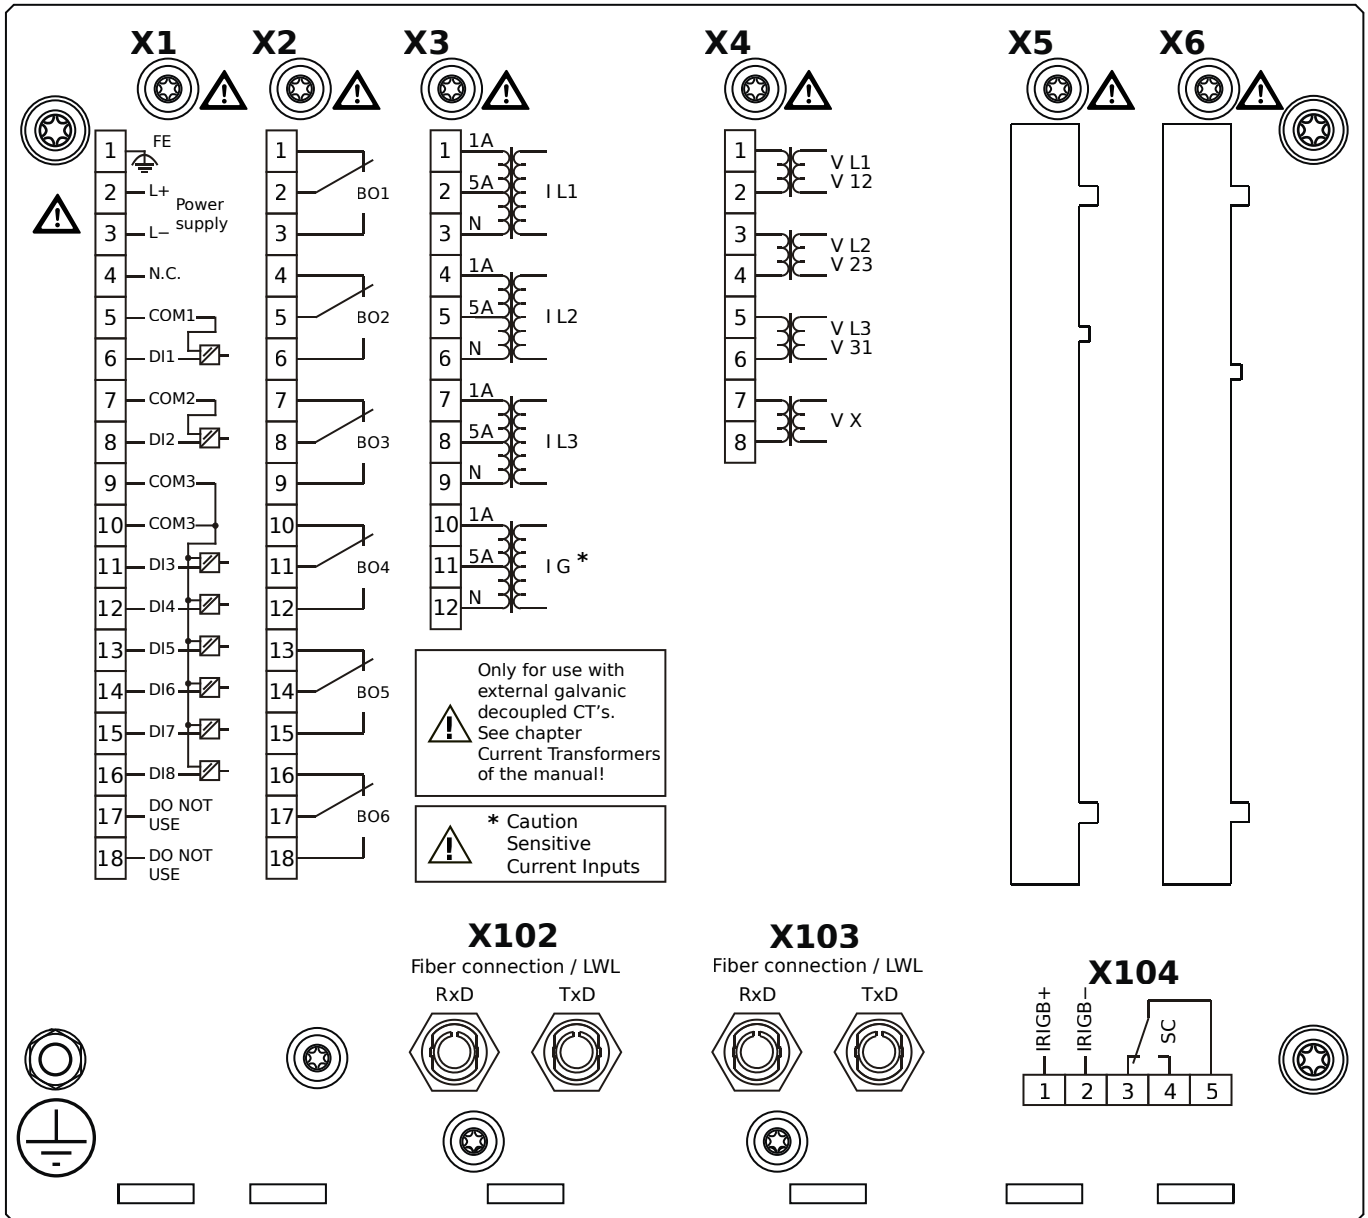 X1
X2
X3
X4
X5
X6
1 FE
2 L+
Power
supply
3 L−
4 N.C.
5 COM1
6 DI1
7 COM2
8 DI2
9 COM3
10 COM3
11 DI3
12 DI4
13 DI5
14 DI6
15 DI7
16 DI8
17 DO NOT
USE
18 DO NOT
USE
1
2 BO1
3
4
5 BO2
6
7
8 BO3
9
10
11 BO4
12
13
14 BO5
15
16
17 BO6
18
1 1A
2 5A I L1
3 N
4 1A
5 5A I L2
6 N
7 1A
8 5A I L3
9 N
10 1A
11 5A I G *
12 N
Only for use with
external galvanic
decoupled CT's.
See chapter
Current Transformers
of the manual!
* Caution
Sensitive
Current Inputs
1 V L1
2 V 12
3 V L2
4 V 23
5 V L3
6 V 31
7 V X
8
X102
Fiber connection / LWL
RxD TxD
X103
Fiber connection / LWL
RxD TxD
X104
IRIGB+
IRIGB−
SC
1 2 3 4 5